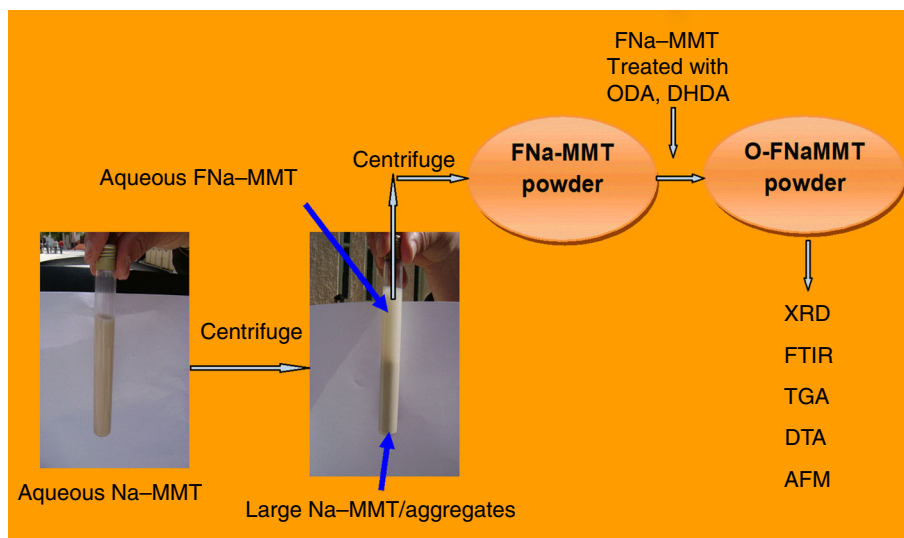 FNa–MMT
Treated with
ODA, DHDA
Centrifuge
FNa-MMT
powder
O-FNaMMT
powder
Aqueous FNa–MMT
Centrifuge
XRD
FTIR
TGA
DTA
AFM
Aqueous Na–MMT
Large Na–MMT/aggregates